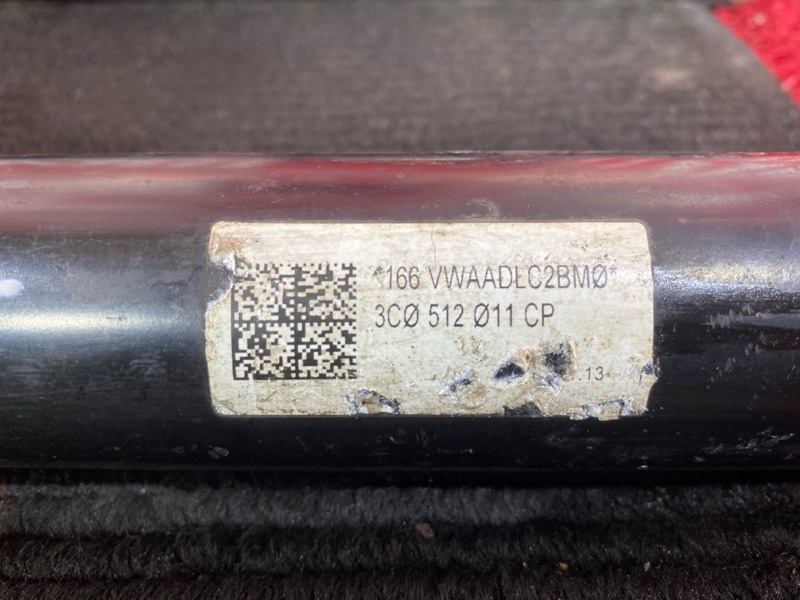 *166 VWAADLC2BMØ*
3CØ 512 Ø11 CP
.13